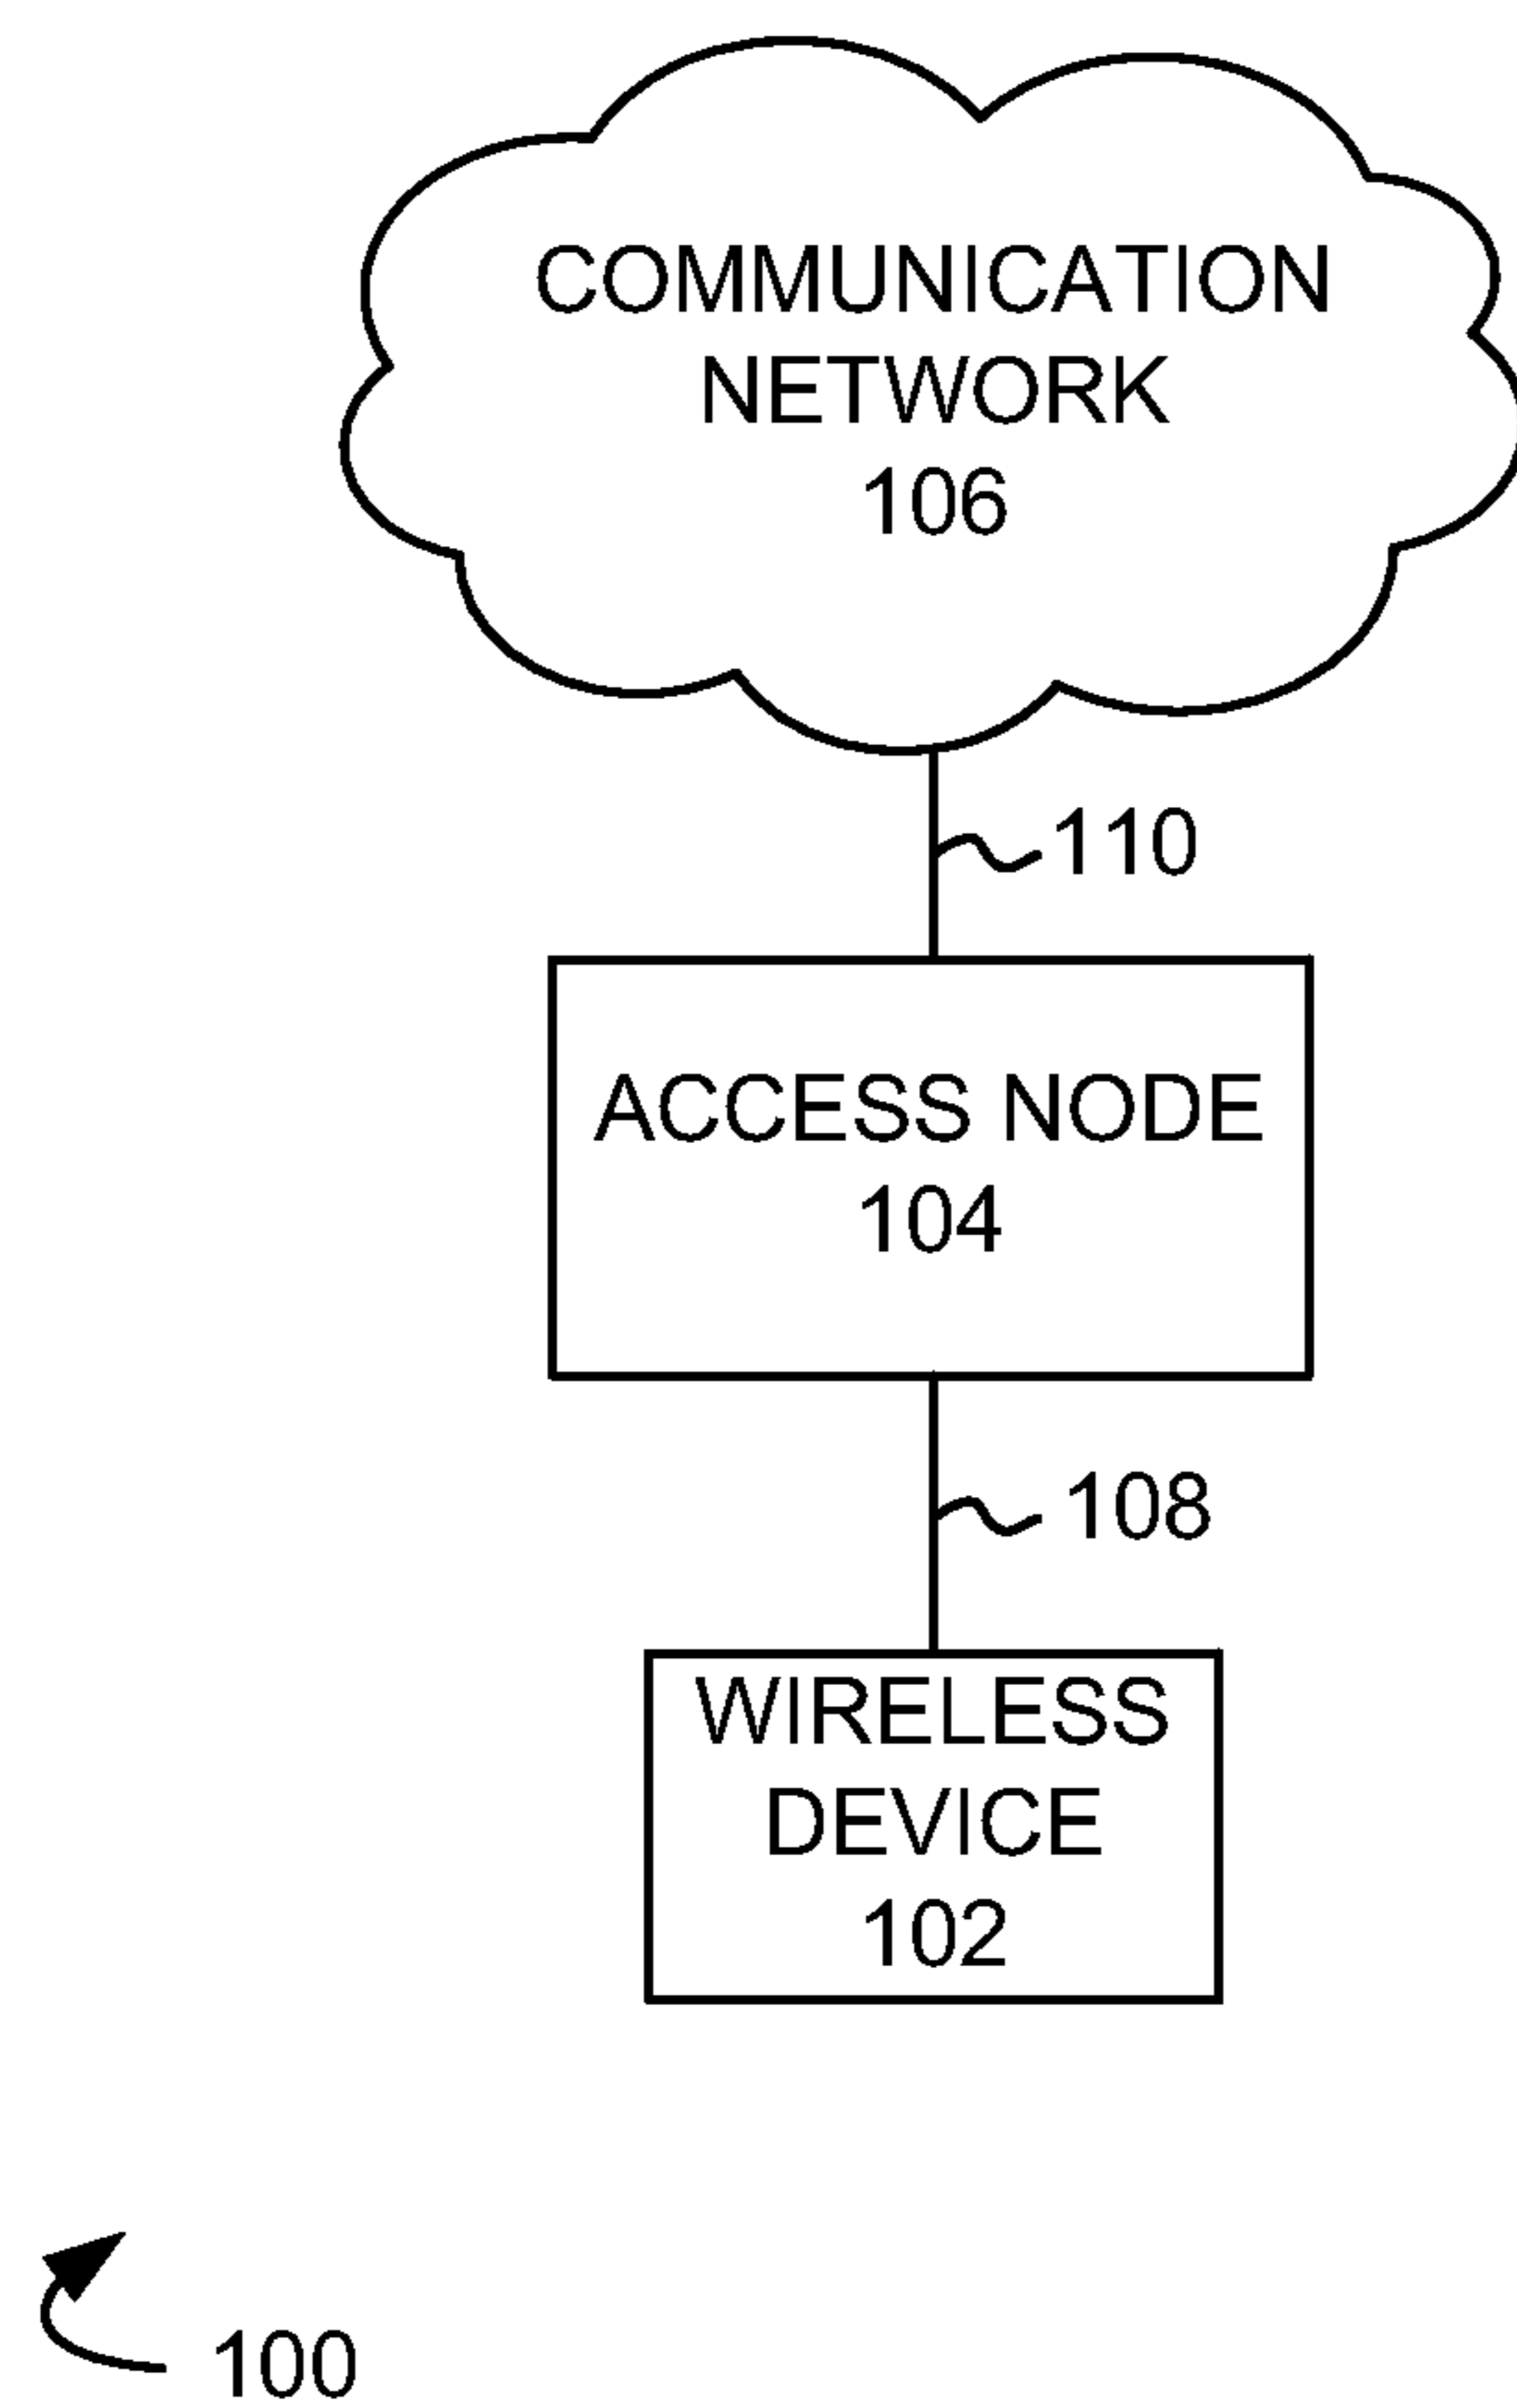 COMMUNICATION
NETWORK
106
110
ACCESS NODE
104
108
WIRELESS
DEVICE
102
100